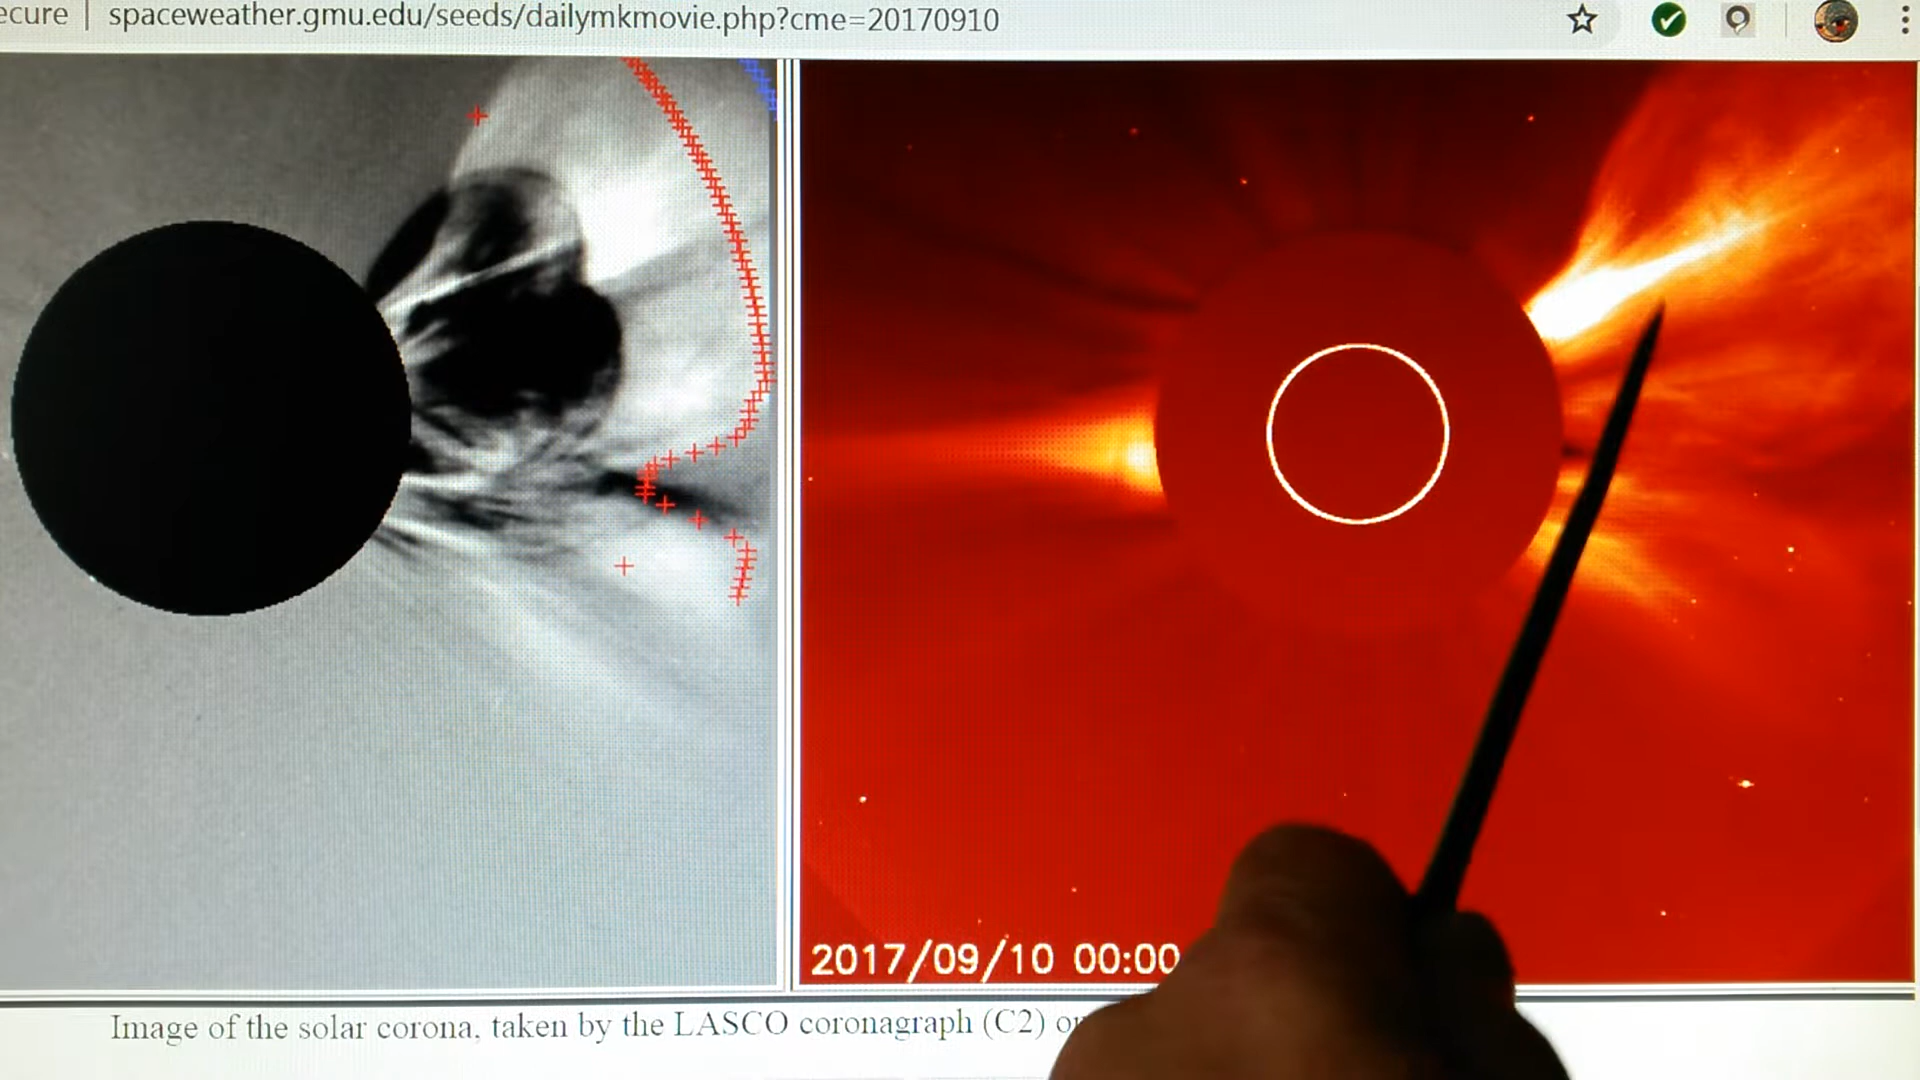 ecure | spaceweather.gmu.edu/seeds/dailymkmovie.php?cme=20170910
2017/09/10 00:00
Image of the solar corona, taken by the LASCO coronagraph (C2)